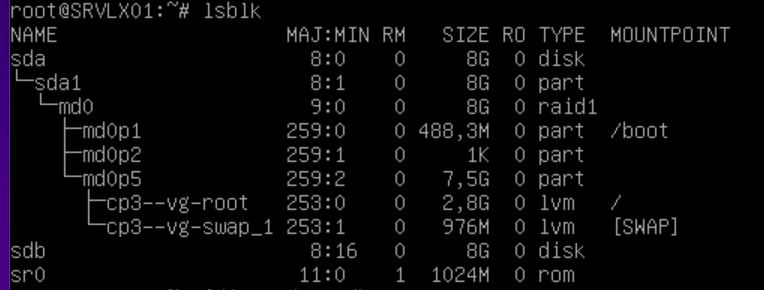 root@SRVLX01:~# lsblk
NAME MAJ:MIN RM SIZE RO TYPE MOUNTPOINT
sda 8:0 0 8G 0 disk
└─sda1 8:1 0 8G 0 part
└─md0 9:0 0 8G 0 raid1
├─md0p1 259:0 0 488,3M 0 part /boot
├─md0p2 259:1 0 1K 0 part
└─md0p5 259:2 0 7,5G 0 part
├─cp3--vg-root 253:0 0 2,8G 0 lvm /
└─cp3--vg-swap_1 253:1 0 976M 0 lvm [SWAP]
sdb 8:16 0 8G 0 disk
sr0 11:0 1 1024M 0 rom